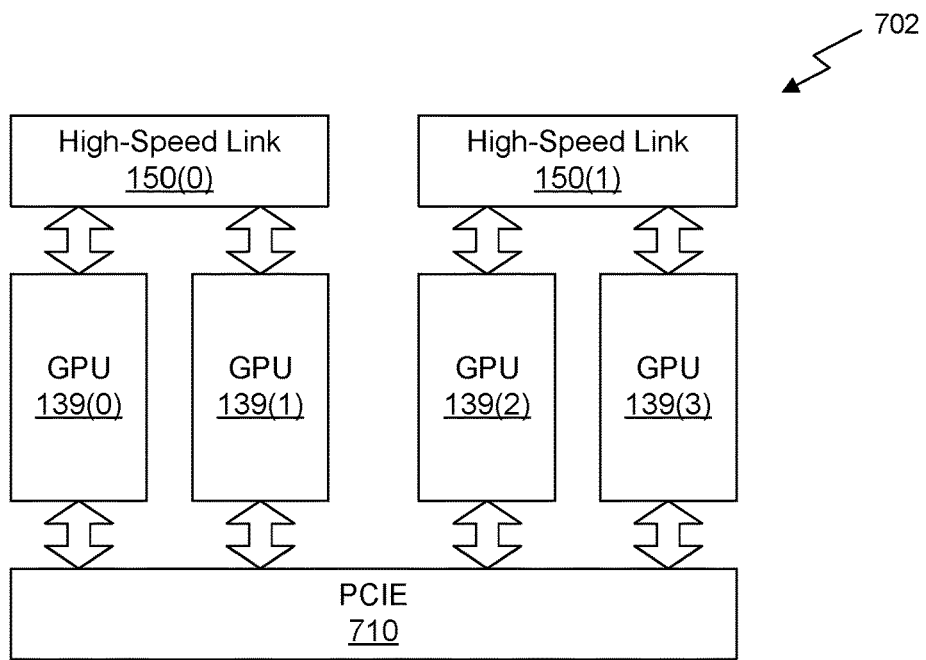 702
High-Speed Link
150(0)
High-Speed Link
150(1)
GPU
139(0)
GPU
139(1)
GPU
139(2)
GPU
139(3)
PCIE
710